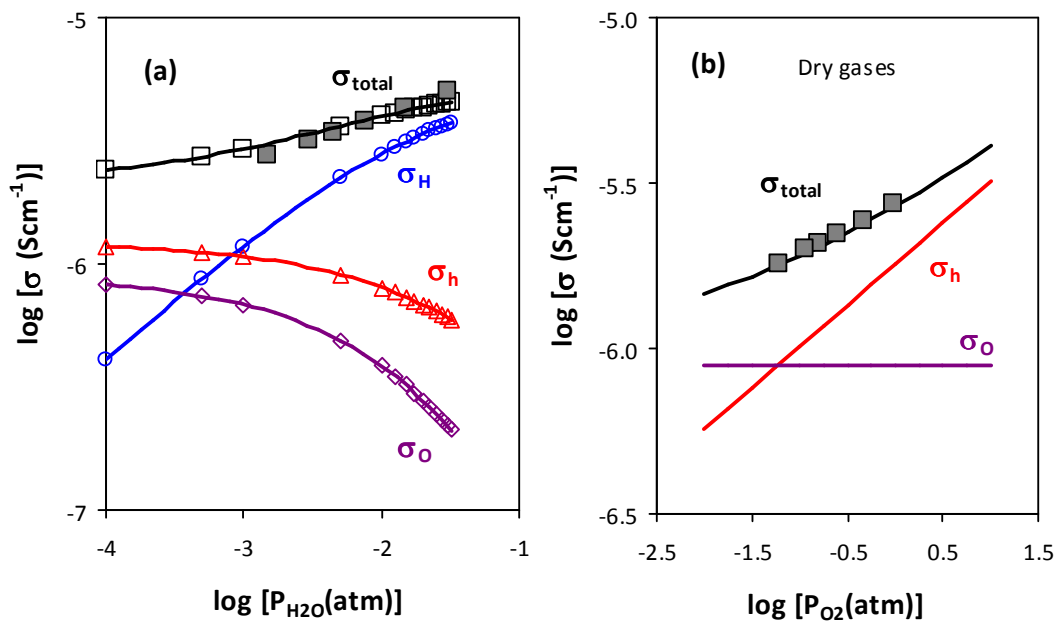 (a)
σtotal
σH
σh
σO
-5
-6
-7
-4
-3
-2
-1
log [σ (Scm-1)]
log [PH2O(atm)]
(b)
Dry gases
σtotal
σh
σO
-5.0
-5.5
-6.0
-6.5
-2.5
-1.5
-0.5
0.5
1.5
log [σ (Scm-1)]
log [PO2(atm)]